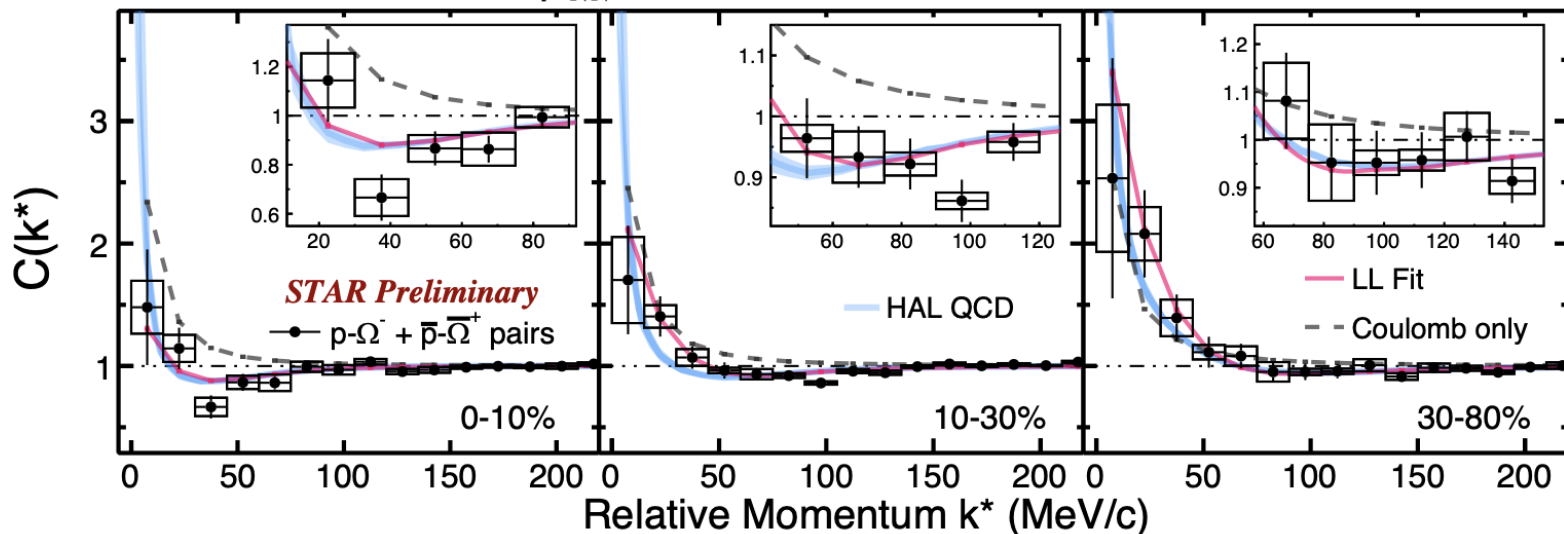 C(k*)
3
2
1
1.2
1
0.8
0.6
20 40 60 80
STAR Preliminary
p-Ω⁻ + p̅-Ω̅⁺ pairs
0-10%
0 50 100 150 200
1.1
1
0.9
60 80 100 120
HAL QCD
10-30%
0 50 100 150 200
1.2
1.1
1
0.9
60 80 100 120 140
LL Fit
Coulomb only
30-80%
0 50 100 150 200
Relative Momentum k* (MeV/c)